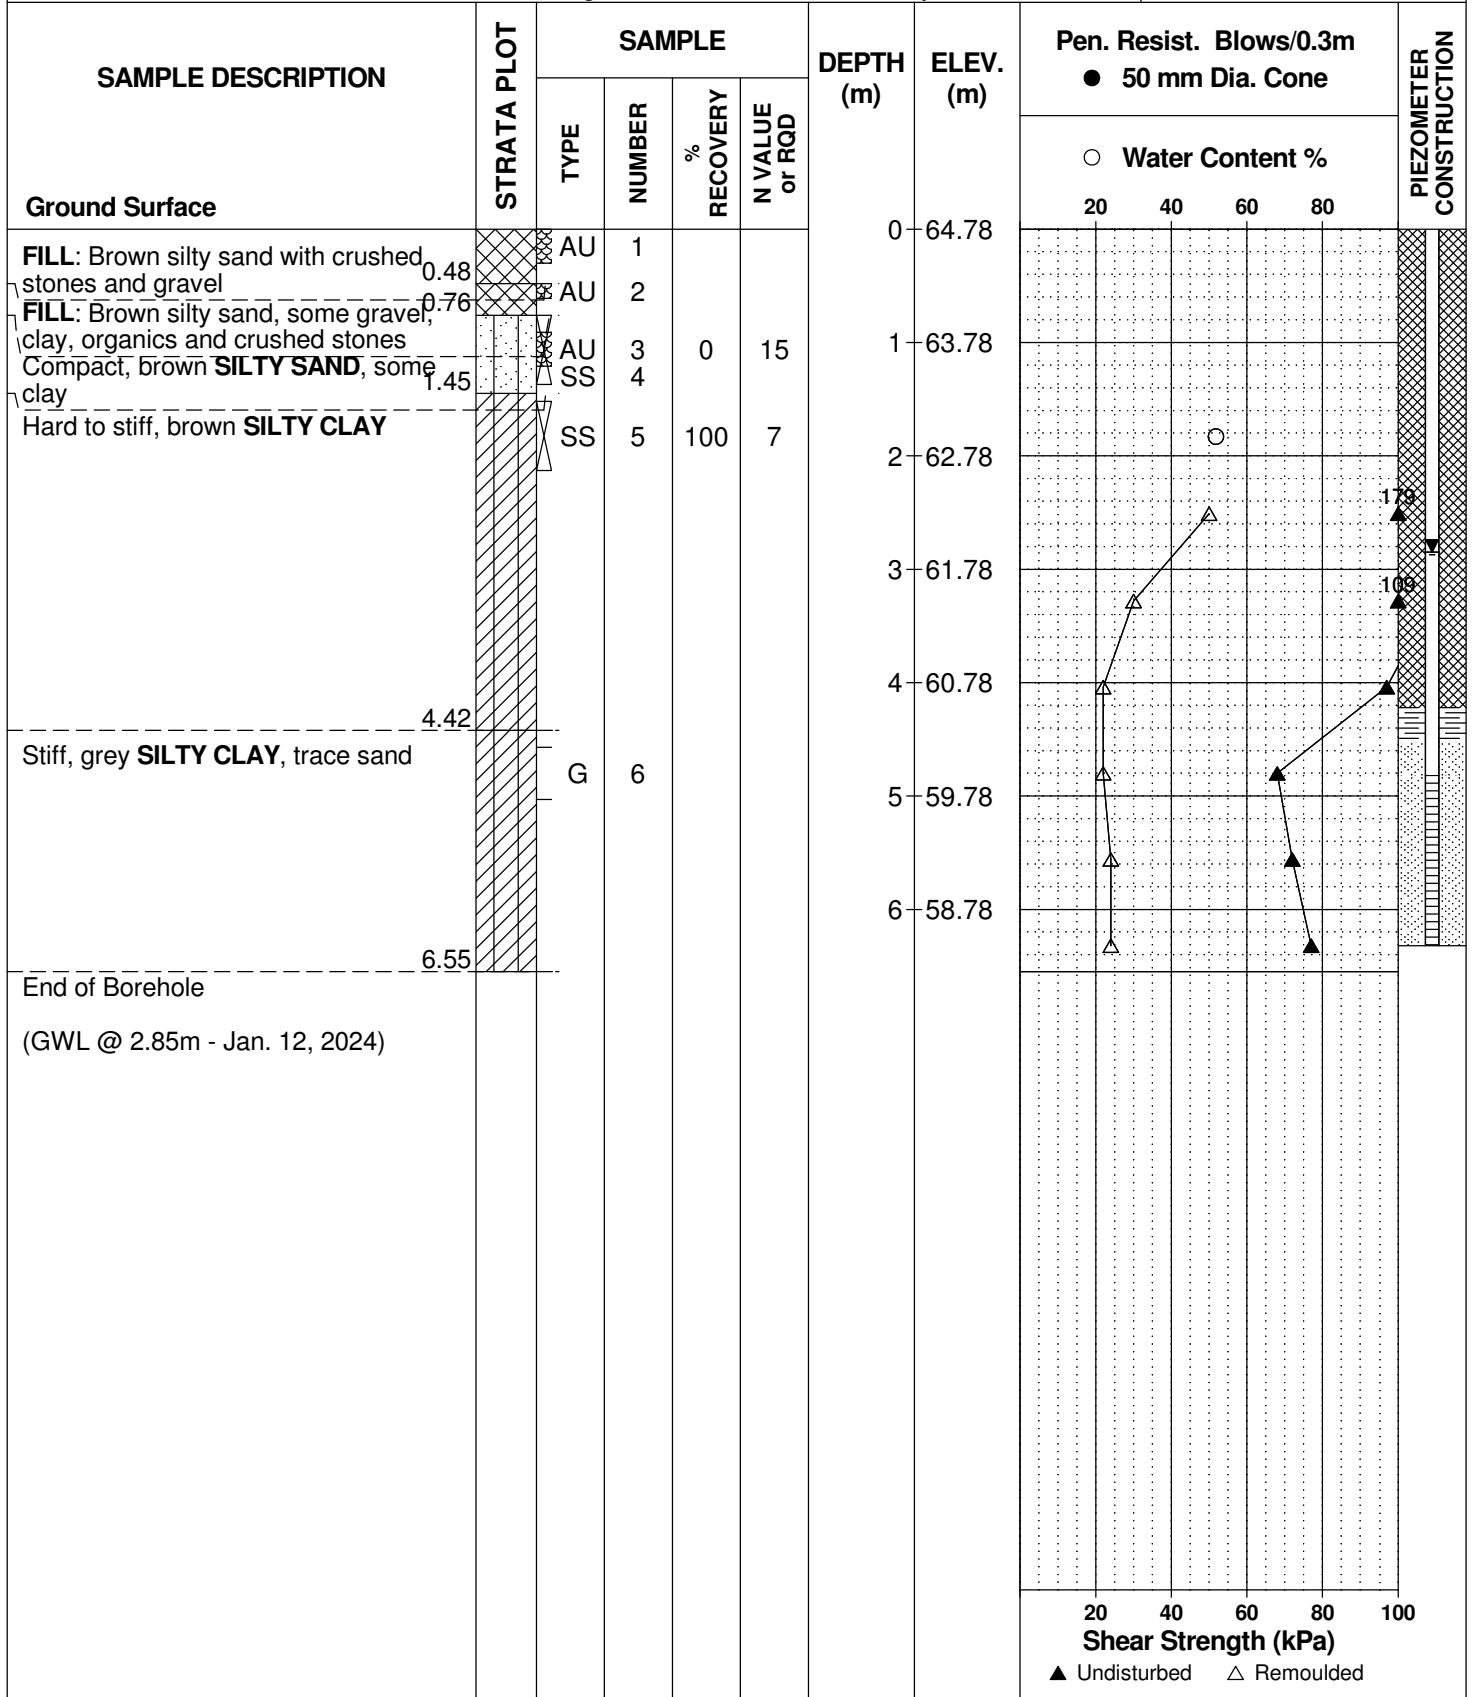 SAMPLE DESCRIPTION
STRATA PLOT
SAMPLE
TYPE
NUMBER
%
RECOVERY
N VALUE
or RQD
DEPTH
(m)
ELEV.
(m)
Pen. Resist. Blows/0.3m
● 50 mm Dia. Cone
○ Water Content %
PIEZOMETER
CONSTRUCTION
20 40 60 80
Ground Surface
0 64.78
FILL: Brown silty sand with crushed
stones and gravel
0.48
AU 1
AU 2
0.76
FILL: Brown silty sand, some gravel,
clay, organics and crushed stones
AU 3 0 15
1 63.78
Compact, brown SILTY SAND, some
clay
1.45
SS 4
Hard to stiff, brown SILTY CLAY
SS 5 100 7
2 62.78
179
3 61.78
109
4 60.78
4.42
Stiff, grey SILTY CLAY, trace sand
G 6
5 59.78
6 58.78
6.55
End of Borehole
(GWL @ 2.85m - Jan. 12, 2024)
20 40 60 80 100
Shear Strength (kPa)
▲ Undisturbed △ Remoulded